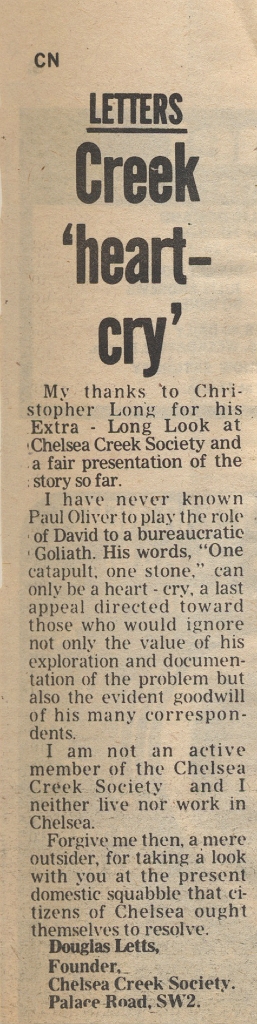 CN
LETTERS
Creek
'heart-
cry'
My thanks to Chri-
stopher Long for his
Extra - Long Look at
Chelsea Creek Society and
a fair presentation of the
story so far.
I have never known
Paul Oliver to play the role
of David to a bureaucratic
Goliath. His words, "One
catapult, one stone," can
only be a heart - cry, a last
appeal directed toward
those who would ignore
not only the value of his
exploration and documen-
tation of the problem but
also the evident goodwill
of his many correspon-
dents.
I am not an active
member of the Chelsea
Creek Society and I
neither live nor work in
Chelsea.
Forgive me then, a mere
outsider, for taking a look
with you at the present
domestic squabble that ci-
tizens of Chelsea ought
themselves to resolve.
Douglas Letts,
Founder,
Chelsea Creek Society.
Palace Road, SW2.